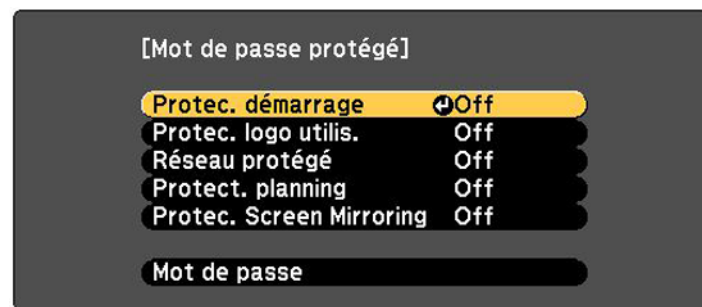 [Mot de passe protégé]
Protec. démarrage Off
Protec. logo utilis. Off
Réseau protégé Off
Protect. planning Off
Protec. Screen Mirroring Off
Mot de passe